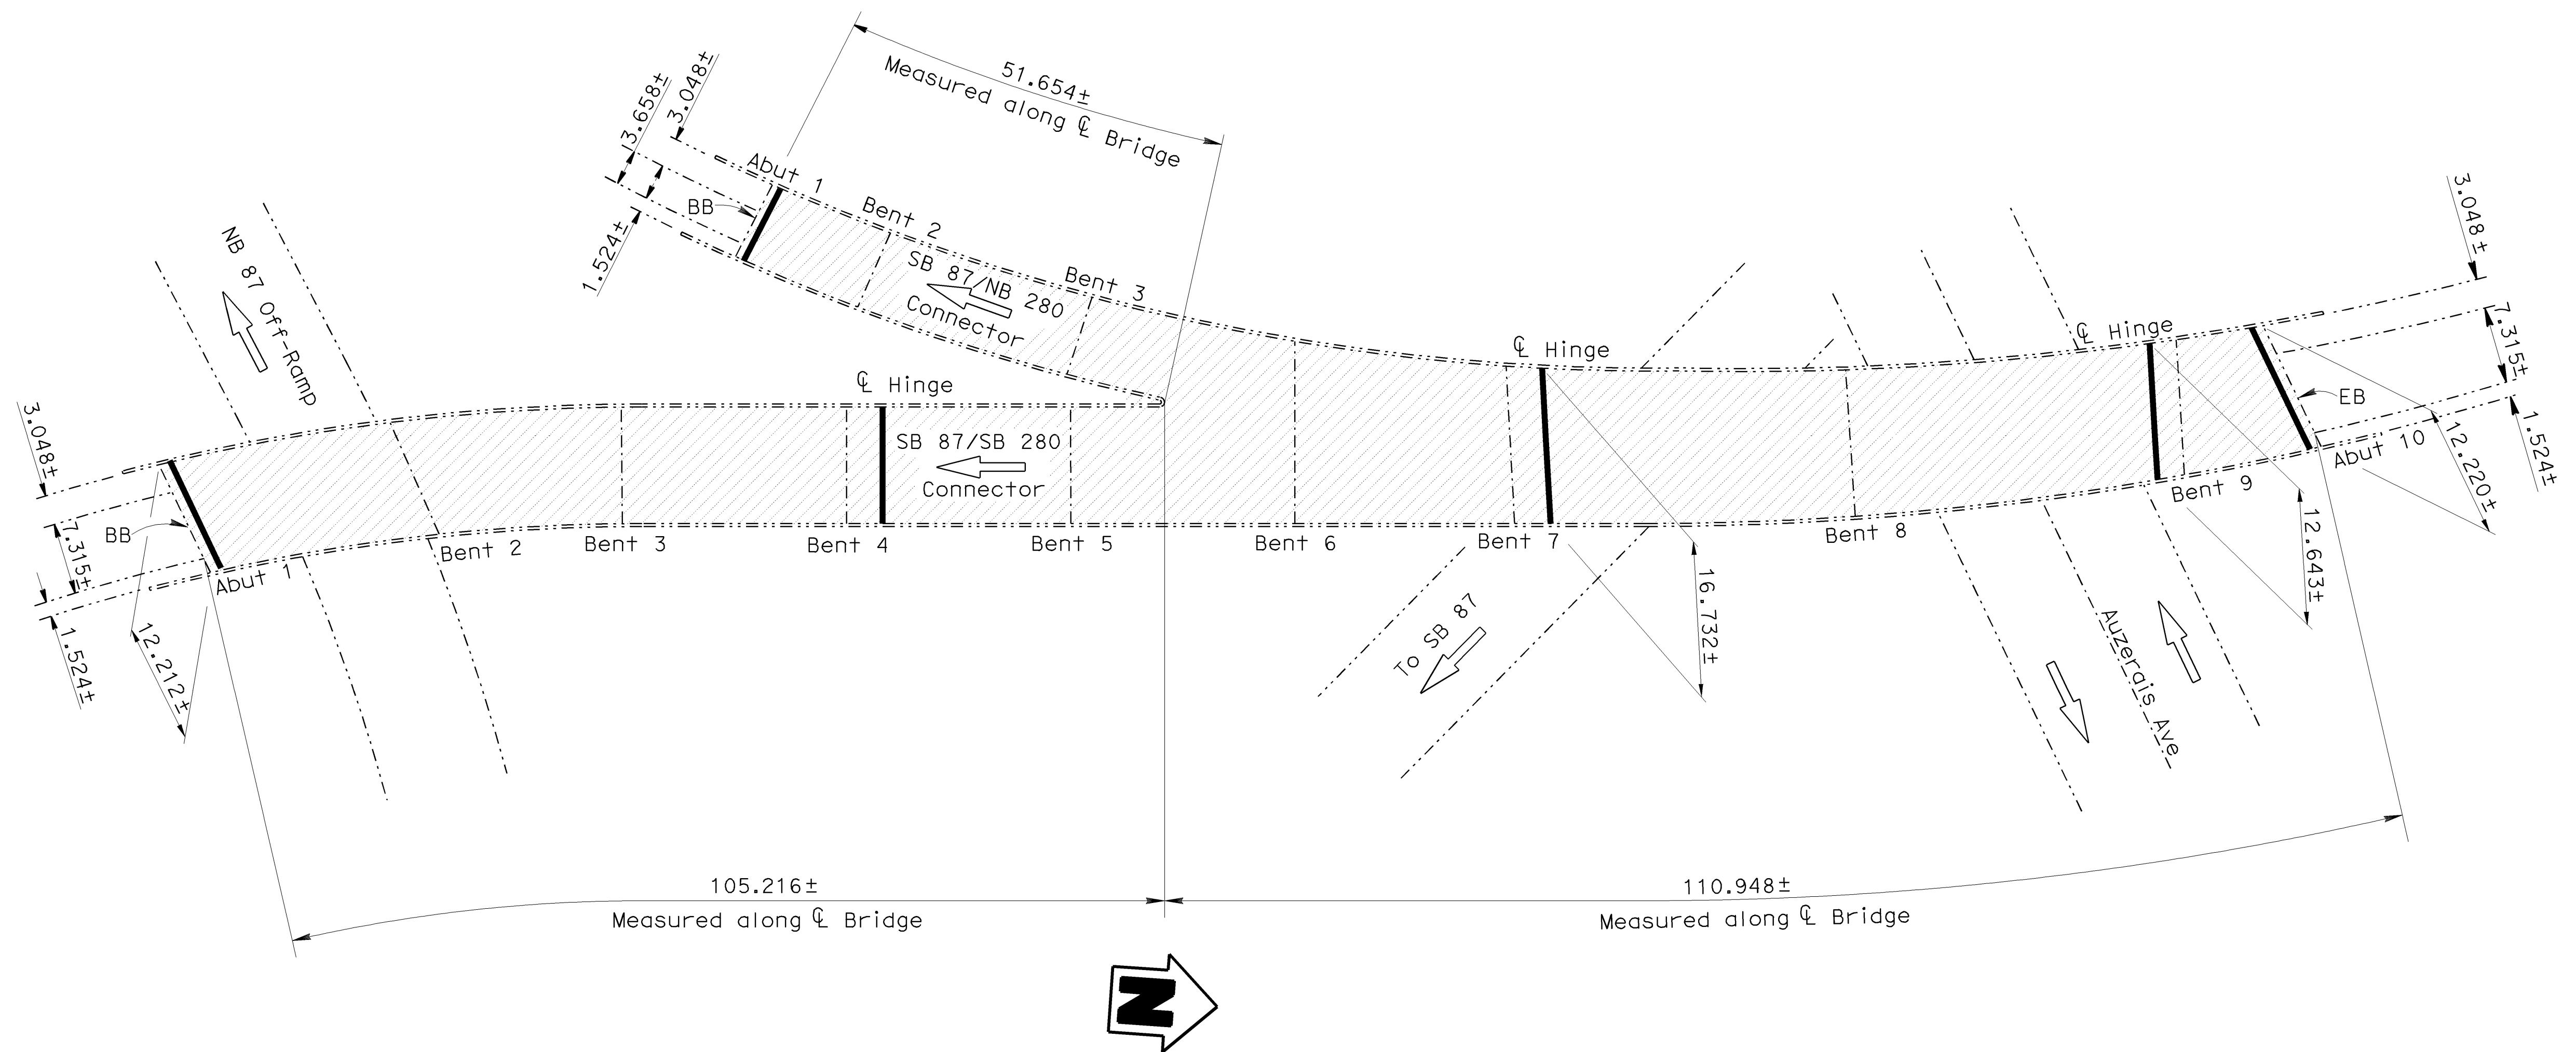 51.654±
Measured along ℄ Bridge
3.048±
3.658±
1.524±
Abut 1
BB
Bent 2
Bent 3
SB 87/NB 280
Connector
NB 87 Off-Ramp
℄ Hinge
℄ Hinge
℄ Hinge
3.048±
7.315±
1.524±
EB
Abut 10
12.220±
3.048±
7.315±
1.524±
BB
Abut 1
12.212±
SB 87/SB 280
Connector
Bent 2
Bent 3
Bent 4
Bent 5
Bent 6
Bent 7
Bent 8
Bent 9
12.643±
16.732±
To SB 87
Auzerais Ave
105.216±
Measured along ℄ Bridge
110.948±
Measured along ℄ Bridge
N